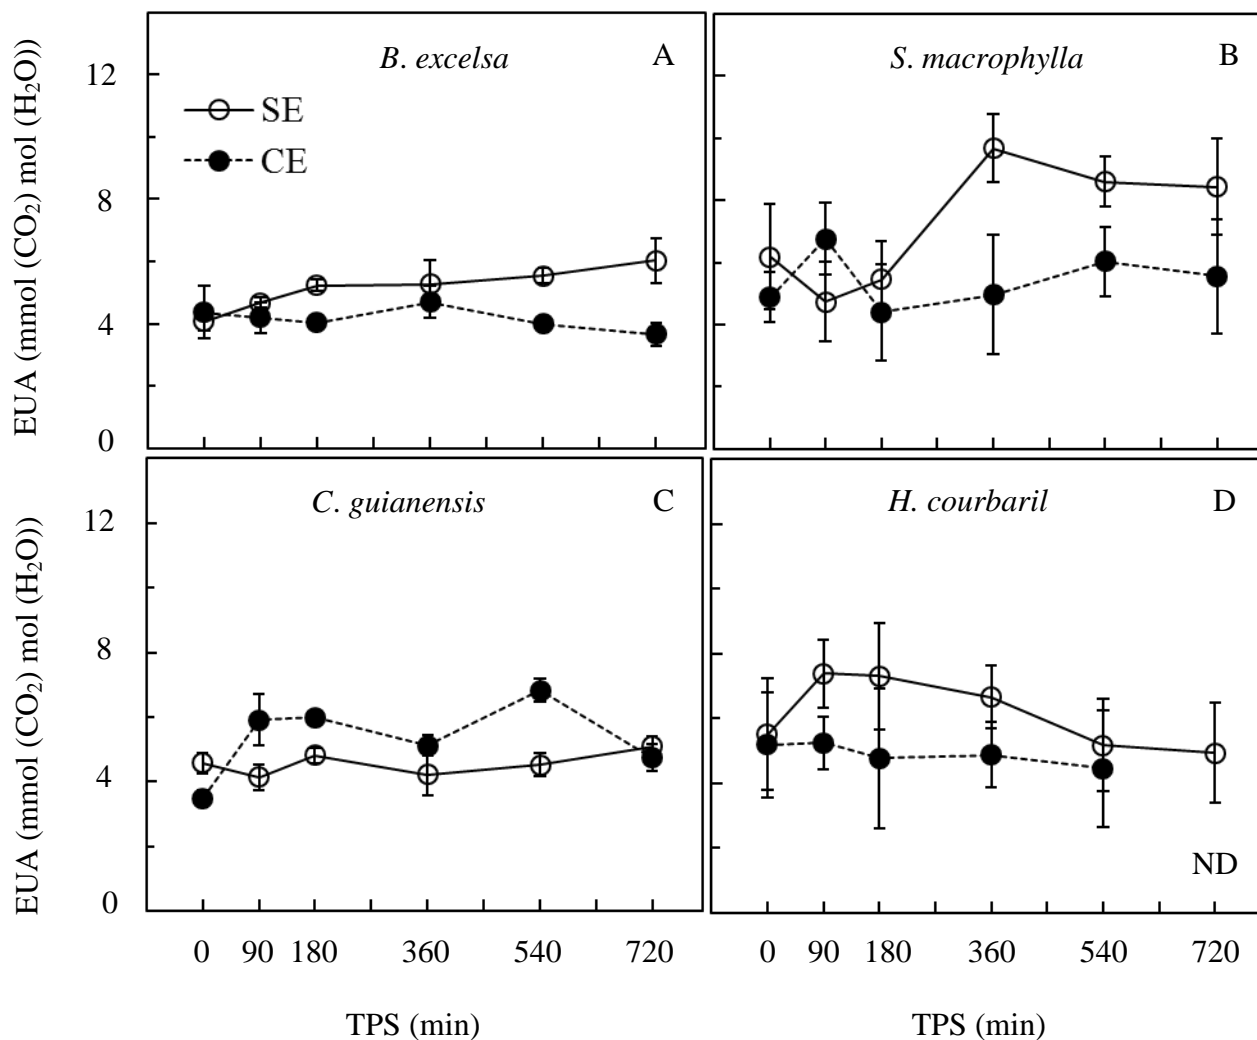 B. excelsa A
S. macrophylla B
12
SE
CE
8
4
0
EUA (mmol (CO₂) mol (H₂O))
C. guianensis C
H. courbaril D
12
8
4
0
EUA (mmol (CO₂) mol (H₂O))
ND
0 90 180 360 540 720
0 90 180 360 540 720
TPS (min)
TPS (min)